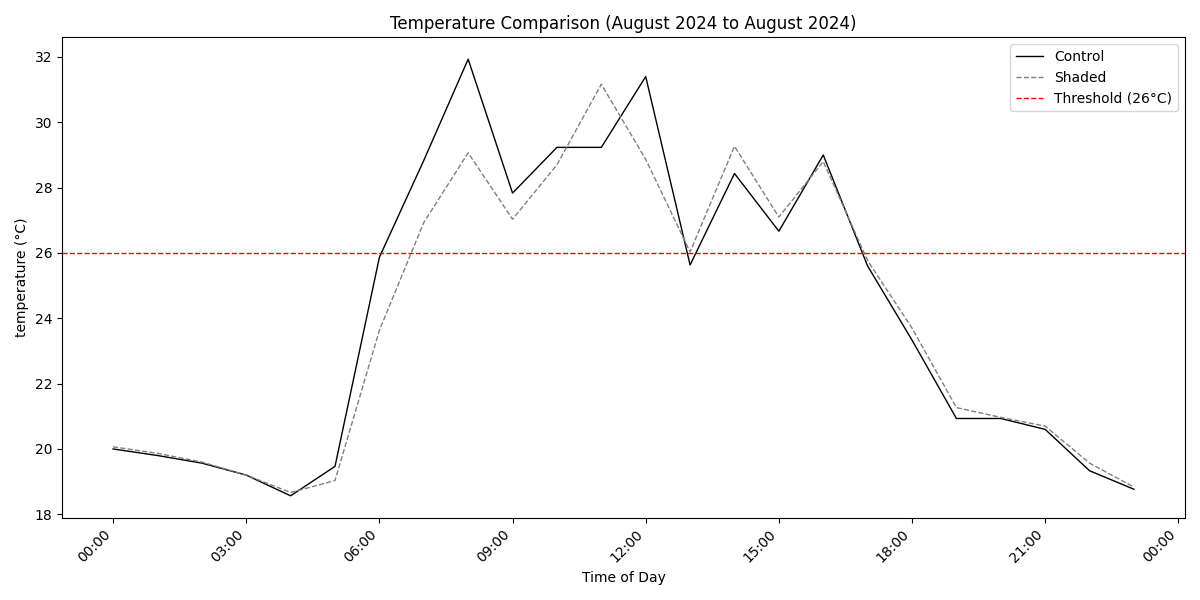 Temperature Comparison (August 2024 to August 2024)
Control
Shaded
Threshold (26°C)
temperature (°C)
32
30
28
26
24
22
20
18
00:00
03:00
06:00
09:00
12:00
15:00
18:00
21:00
00:00
Time of Day